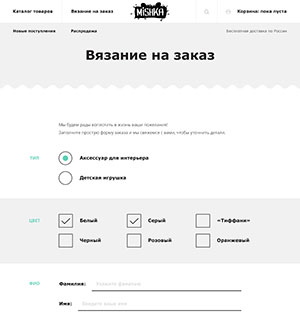 Каталог товаров Вязание на заказ MiSHKA Корзина: пока пуста
Новые поступления Распродажа Бесплатная доставка по России
Вязание на заказ
Мы будем рады воплотить в жизнь ваши пожелания!
Заполните простую форму заказа и мы свяжемся с вами, чтобы уточнить детали.
ТИП Аксессуар для интерьера
Детская игрушка
ЦВЕТ Белый Серый «Тиффани»
Черный Розовый Оранжевый
ФИО Фамилия: Укажите фамилию
Имя: Введите ваше имя